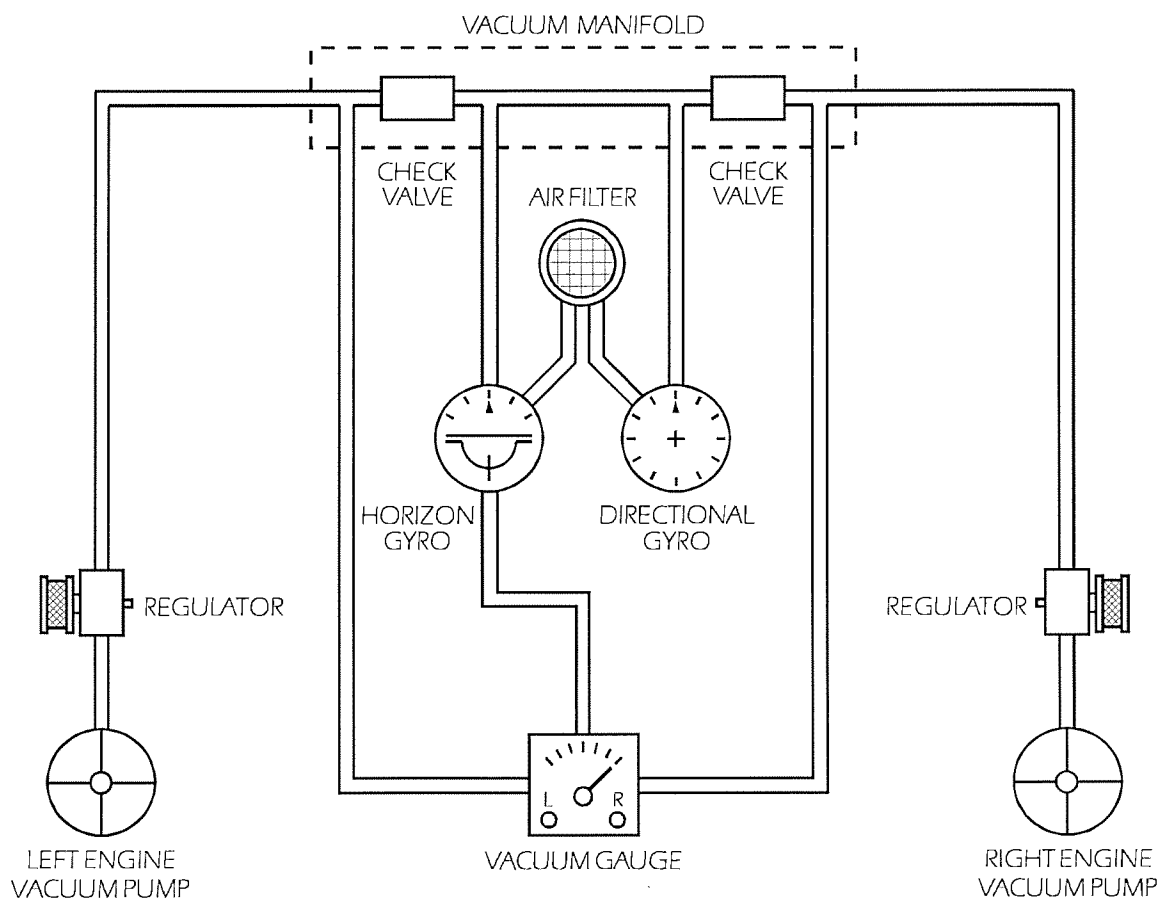 VACUUM MANIFOLD
CHECK
VALVE
AIR FILTER
CHECK
VALVE
HORIZON
GYRO
DIRECTIONAL
GYRO
REGULATOR
REGULATOR
L R
LEFT ENGINE
VACUUM PUMP
VACUUM GAUGE
RIGHT ENGINE
VACUUM PUMP